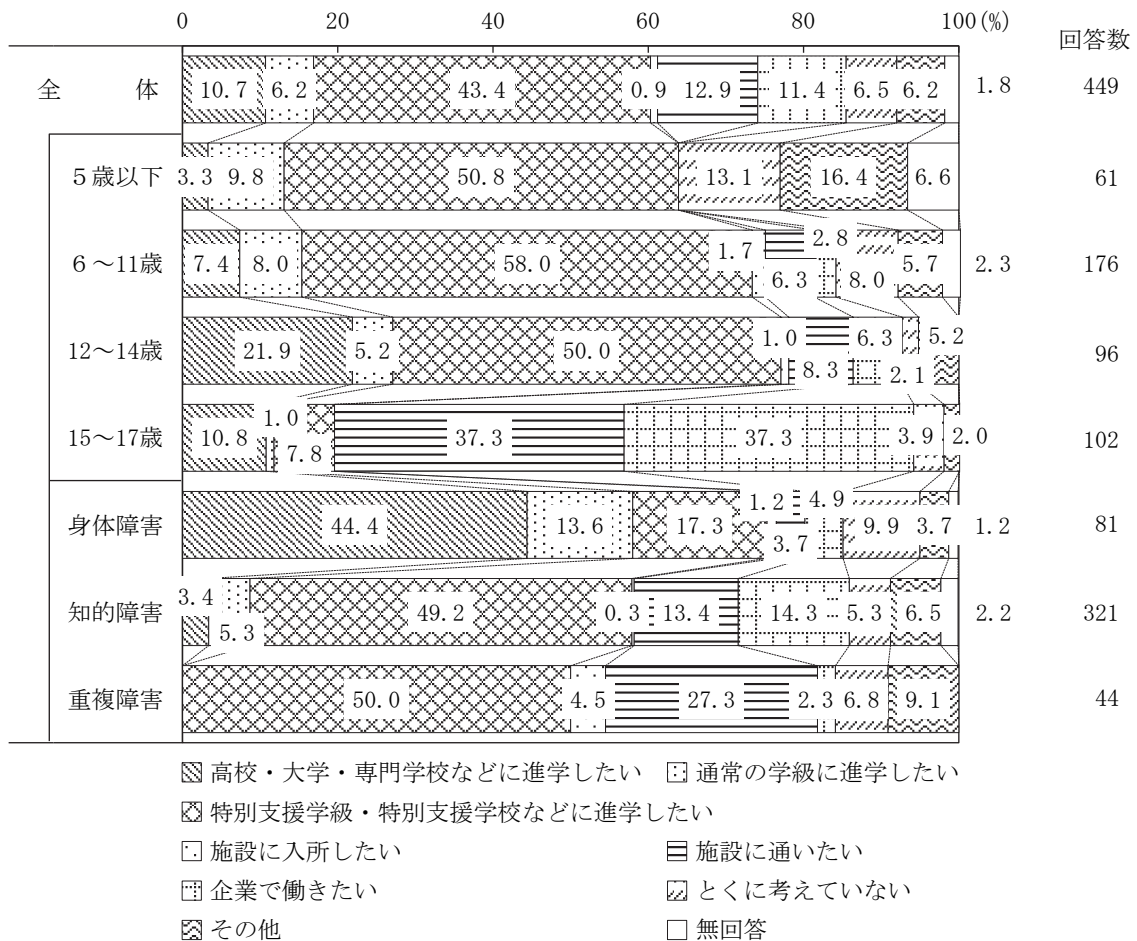 0 20 40 60 80 100(%)
回答数
全 体 10.7 6.2 43.4 0.9 12.9 11.4 6.5 6.2 1.8 449
5歳以下 3.3 9.8 50.8 13.1 16.4 6.6 61
6～11歳 7.4 8.0 58.0 1.7 6.3 2.8 8.0 5.7 2.3 176
12～14歳 21.9 5.2 50.0 1.0 8.3 6.3 2.1 5.2 96
15～17歳 10.8 1.0 7.8 37.3 37.3 3.9 2.0 102
身体障害 44.4 13.6 17.3 1.2 3.7 4.9 9.9 3.7 1.2 81
知的障害 3.4 5.3 49.2 0.3 13.4 14.3 5.3 6.5 2.2 321
重複障害 50.0 4.5 27.3 2.3 6.8 9.1 44
高校・大学・専門学校などに進学したい 通常の学級に進学したい
特別支援学級・特別支援学校などに進学したい
施設に入所したい 施設に通いたい
企業で働きたい とくに考えていない
その他 無回答